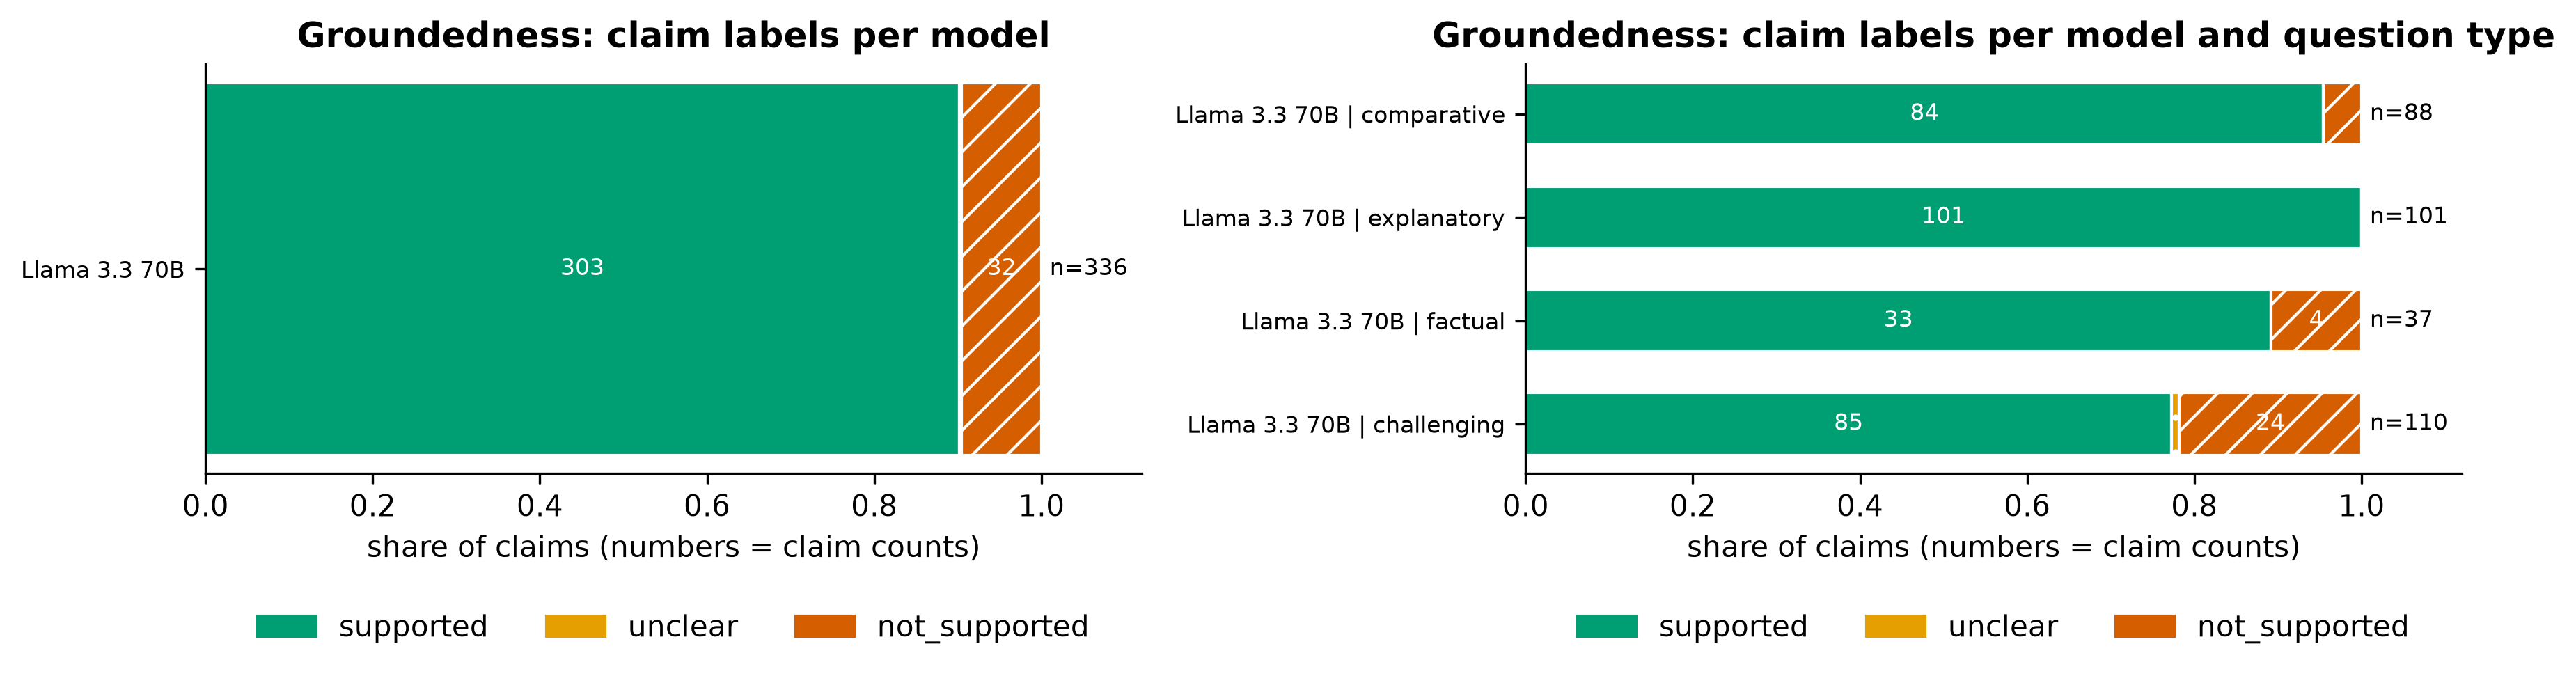 Groundedness: claim labels per model
Llama 3.3 70B
303
32
n=336
0.0 0.2 0.4 0.6 0.8 1.0
share of claims (numbers = claim counts)
supported unclear not_supported
Groundedness: claim labels per model and question type
Llama 3.3 70B | comparative
84
n=88
Llama 3.3 70B | explanatory
101
n=101
Llama 3.3 70B | factual
33
4
n=37
Llama 3.3 70B | challenging
85
24
n=110
0.0 0.2 0.4 0.6 0.8 1.0
share of claims (numbers = claim counts)
supported unclear not_supported